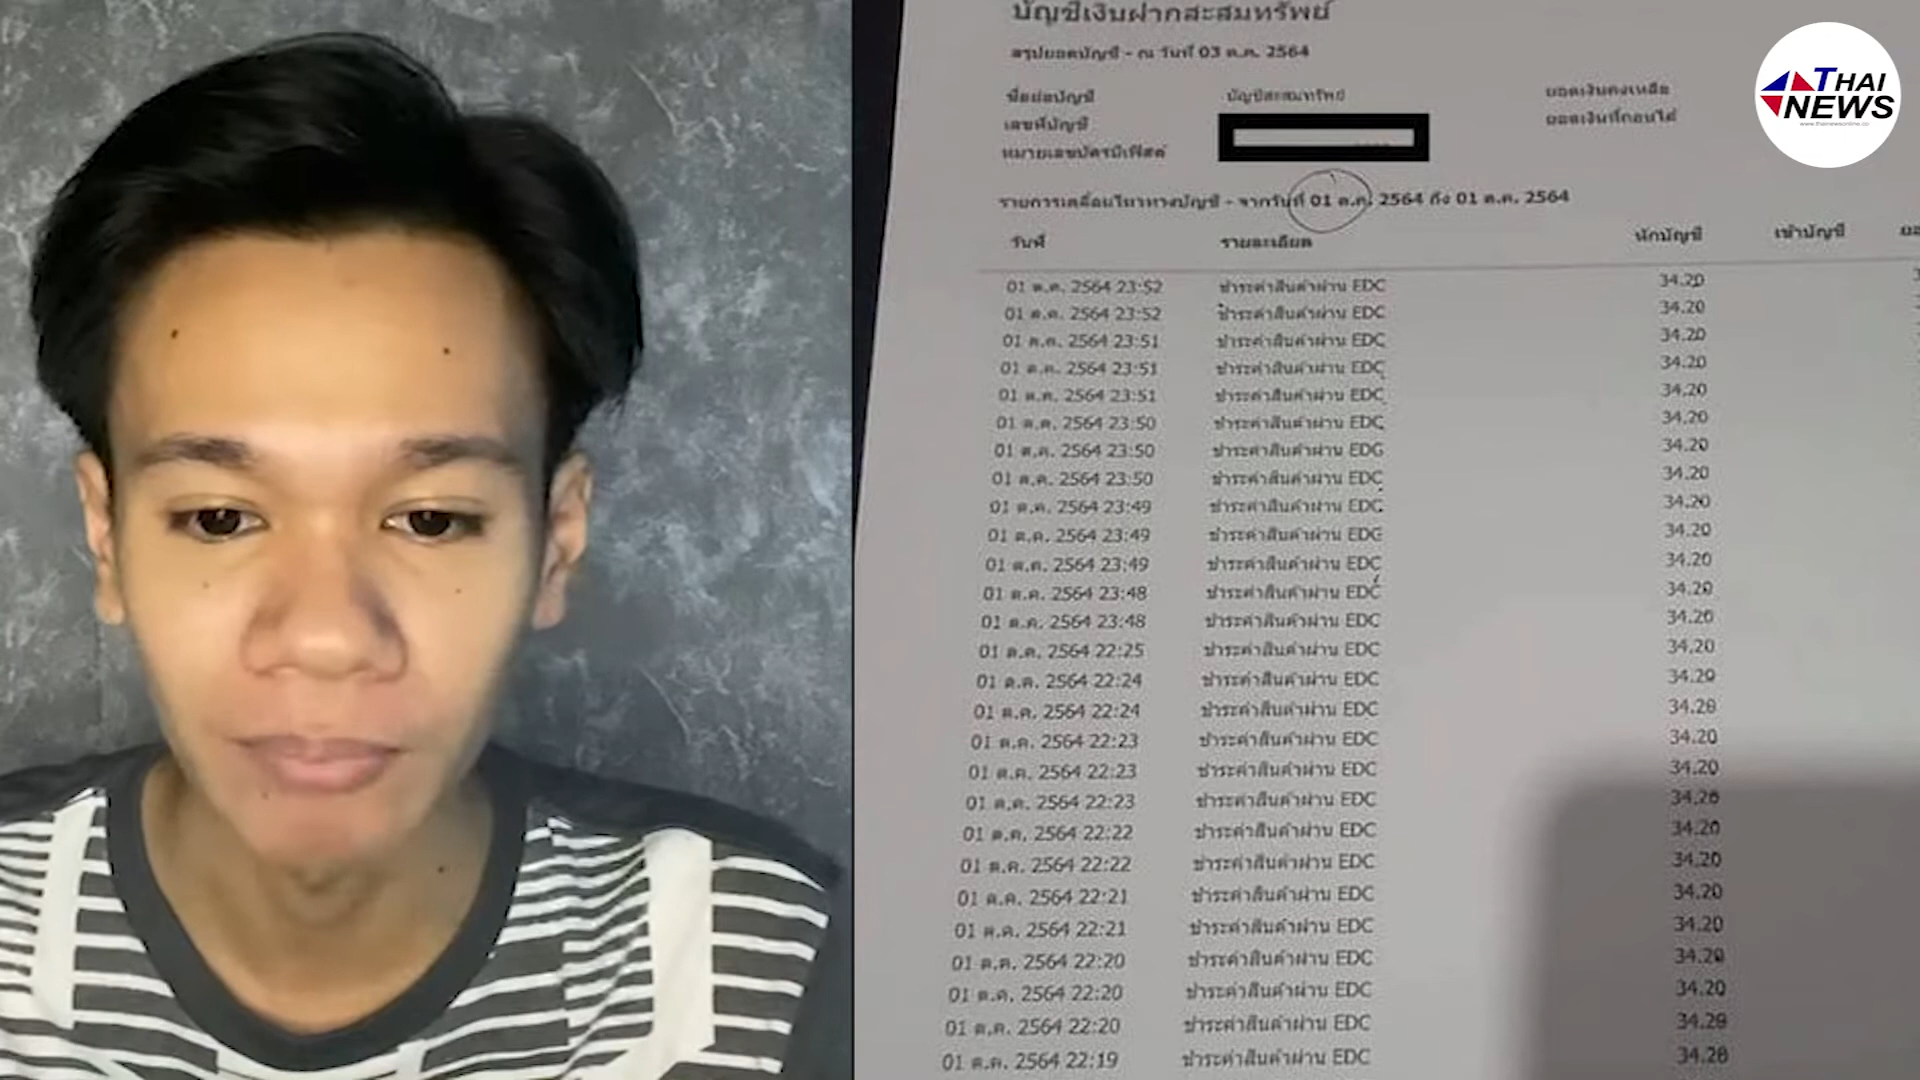 THAI
NEWS
www.thainewsonline.co
บัญชีเงินฝากสะสมทรัพย์
สรุปยอดบัญชี - ณ วันที่ 03 ต.ค. 2564
ชื่อย่อบัญชี บัญชีสะสมทรัพย์ ยอดเงินคงเหลือ
เลขที่บัญชี ยอดเงินที่ถอนได้
หมายเลขบัตรบีเฟิสต์
รายการเคลื่อนไหวทางบัญชี - จากวันที่ 01 ต.ค. 2564 ถึง 01 ต.ค. 2564
วันที่ รายละเอียด หักบัญชี เข้าบัญชี
01 ต.ค. 2564 23:52 ชำระค่าสินค้าผ่าน EDC 34.20
01 ต.ค. 2564 23:52 ชำระค่าสินค้าผ่าน EDC 34.20
01 ต.ค. 2564 23:51 ชำระค่าสินค้าผ่าน EDC 34.20
01 ต.ค. 2564 23:51 ชำระค่าสินค้าผ่าน EDC 34.20
01 ต.ค. 2564 23:51 ชำระค่าสินค้าผ่าน EDC 34.20
01 ต.ค. 2564 23:50 ชำระค่าสินค้าผ่าน EDC 34.20
01 ต.ค. 2564 23:50 ชำระค่าสินค้าผ่าน EDC 34.20
01 ต.ค. 2564 23:50 ชำระค่าสินค้าผ่าน EDC 34.20
01 ต.ค. 2564 23:49 ชำระค่าสินค้าผ่าน EDC 34.20
01 ต.ค. 2564 23:49 ชำระค่าสินค้าผ่าน EDC 34.20
01 ต.ค. 2564 23:49 ชำระค่าสินค้าผ่าน EDC 34.20
01 ต.ค. 2564 23:48 ชำระค่าสินค้าผ่าน EDC 34.20
01 ต.ค. 2564 23:48 ชำระค่าสินค้าผ่าน EDC 34.20
01 ต.ค. 2564 22:25 ชำระค่าสินค้าผ่าน EDC 34.20
01 ต.ค. 2564 22:24 ชำระค่าสินค้าผ่าน EDC 34.20
01 ต.ค. 2564 22:24 ชำระค่าสินค้าผ่าน EDC 34.20
01 ต.ค. 2564 22:23 ชำระค่าสินค้าผ่าน EDC 34.20
01 ต.ค. 2564 22:23 ชำระค่าสินค้าผ่าน EDC 34.20
01 ต.ค. 2564 22:23 ชำระค่าสินค้าผ่าน EDC 34.20
01 ต.ค. 2564 22:22 ชำระค่าสินค้าผ่าน EDC 34.20
01 ต.ค. 2564 22:22 ชำระค่าสินค้าผ่าน EDC 34.20
01 ต.ค. 2564 22:21 ชำระค่าสินค้าผ่าน EDC 34.20
01 ต.ค. 2564 22:21 ชำระค่าสินค้าผ่าน EDC 34.20
01 ต.ค. 2564 22:20 ชำระค่าสินค้าผ่าน EDC 34.20
01 ต.ค. 2564 22:20 ชำระค่าสินค้าผ่าน EDC 34.20
01 ต.ค. 2564 22:20 ชำระค่าสินค้าผ่าน EDC 34.20
01 ต.ค. 2564 22:19 ชำระค่าสินค้าผ่าน EDC 34.20